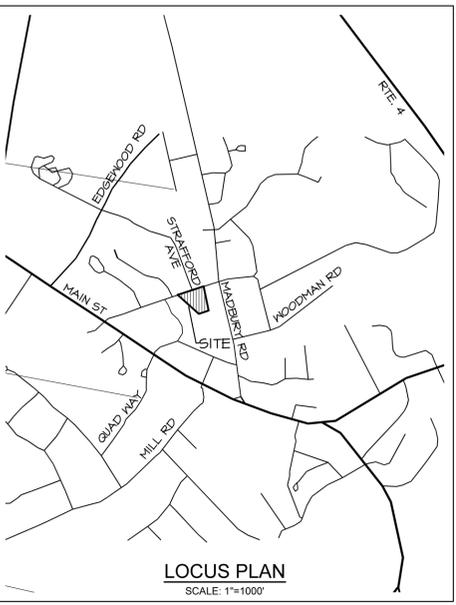 RTE. 4
EDGEWOOD RD
STRAFFORD
AVE
MADBURY RD
WOODMAN RD
MAIN ST
SITE
QUAD WAY
MILL RD
LOCUS PLAN
SCALE: 1"=1000'